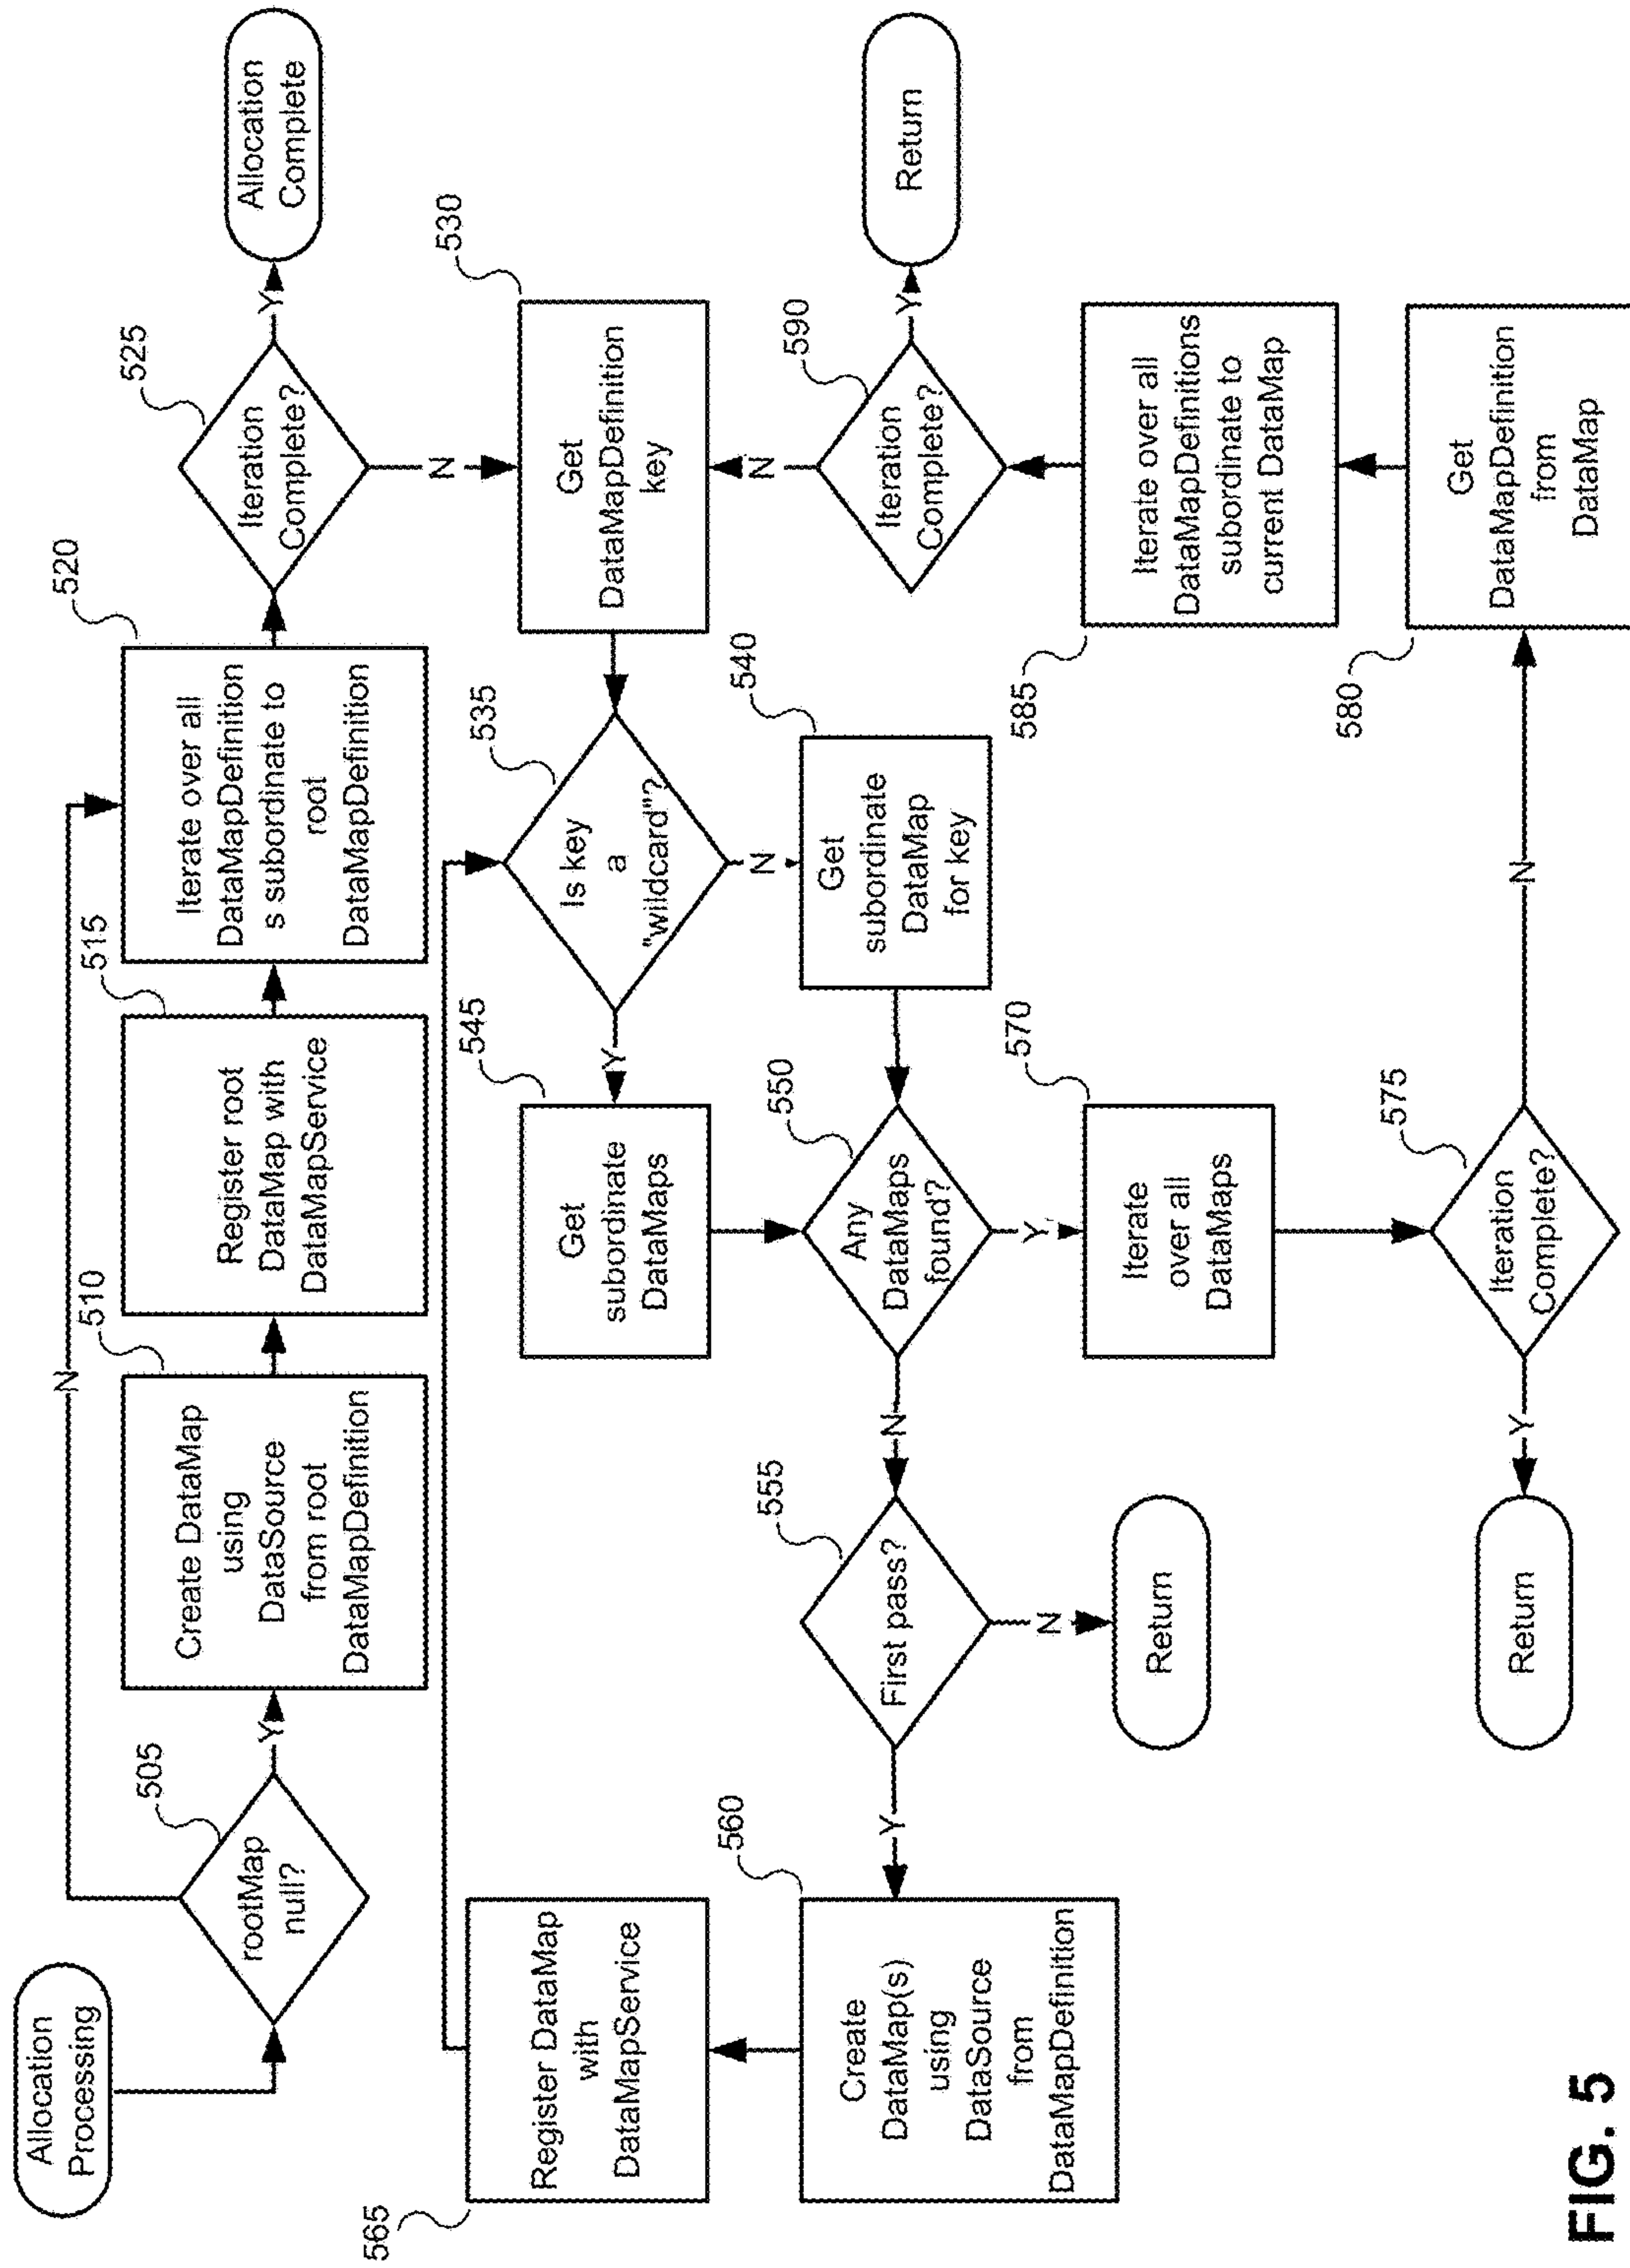 Allocation
Processing
505
rootMap
null?
Y
N
510
Create DataMap
using
DataSource
from root
DataMapDefinition
515
Register root
DataMap with
DataMapService
520
Iterate over all
DataMapDefinition
s subordinate to
root
DataMapDefinition
525
Iteration
Complete?
Y
Allocation
Complete
N
530
Get
DataMapDefinition
key
535
Is key
a
"wildcard"?
Y
N
540
Get
subordinate
DataMap
for key
545
Get
subordinate
DataMaps
550
Any
DataMaps
found?
N
Y
555
First pass?
Y
N
Return
560
Create
DataMap(s)
using
DataSource
from
DataMapDefinition
565
Register DataMap
with
DataMapService
570
Iterate
over all
DataMaps
575
Iteration
Complete?
Y
Return
N
580
Get
DataMapDefinition
from
DataMap
585
Iterate over all
DataMapDefinitions
subordinate to
current DataMap
590
Iteration
Complete?
N
Y
Return
FIG. 5